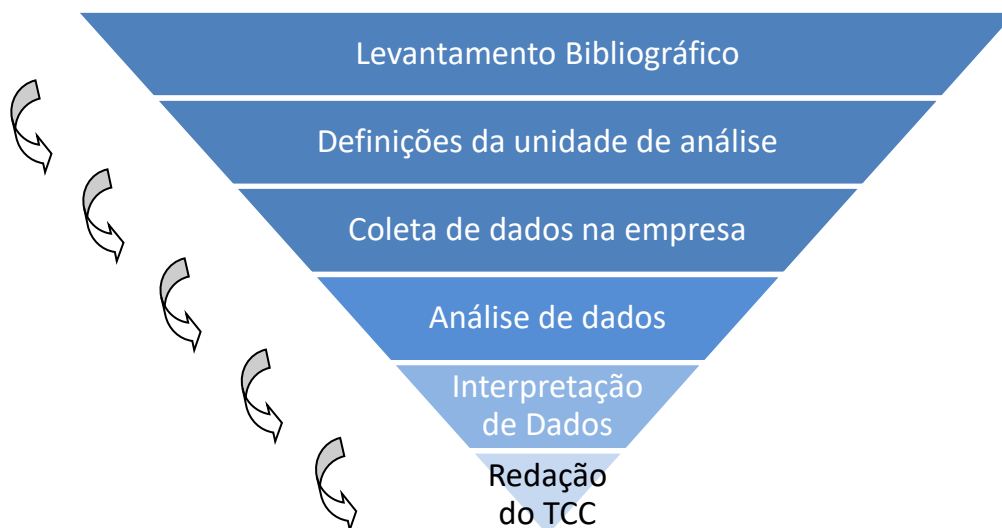 Levantamento Bibliográfico
Definições da unidade de análise
Coleta de dados na empresa
Análise de dados
Interpretação
de Dados
Redação
do TCC